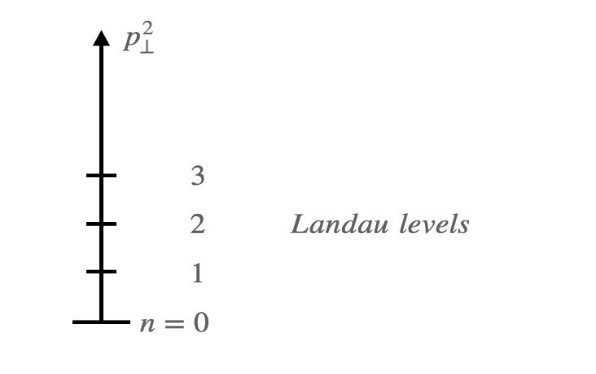 p⊥²
3
2 Landau levels
1
n = 0